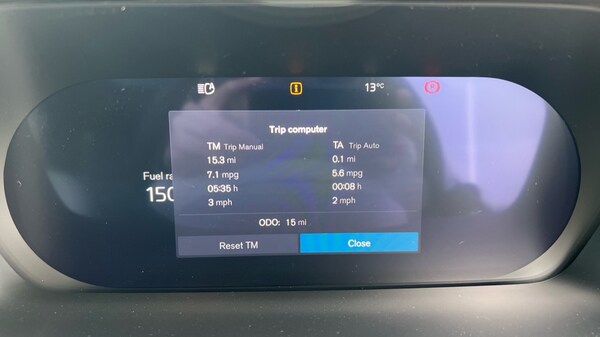 13°C
P
Trip computer
TM Trip Manual TA Trip Auto
15.3 mi 0.1 mi
7.1 mpg 5.6 mpg
05:35 h 00:08 h
3 mph 2 mph
ODO: 15 mi
Reset TM Close
Fuel
150